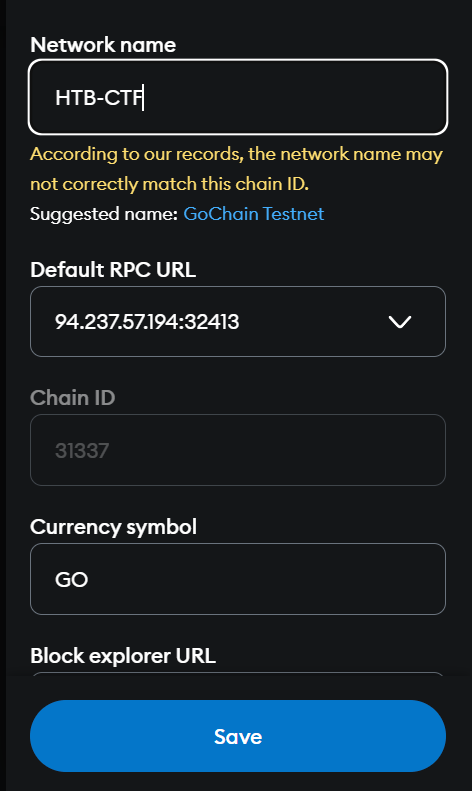 Network name
HTB-CTF
According to our records, the network name may
not correctly match this chain ID.
Suggested name: GoChain Testnet
Default RPC URL
94.237.57.194:32413
Chain ID
31337
Currency symbol
GO
Block explorer URL
Save